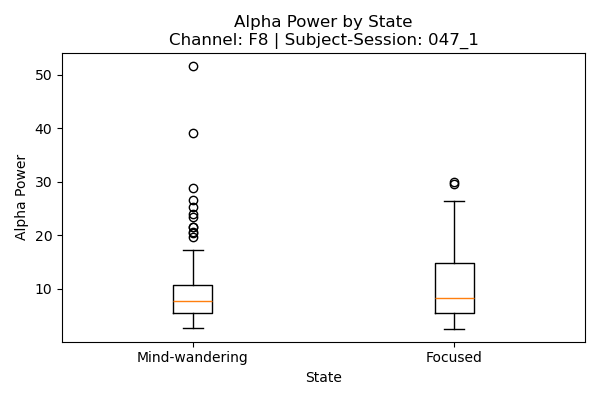 Alpha Power by State
Channel: F8 | Subject-Session: 047_1
50
40
30
20
10
Alpha Power
Mind-wandering
Focused
State